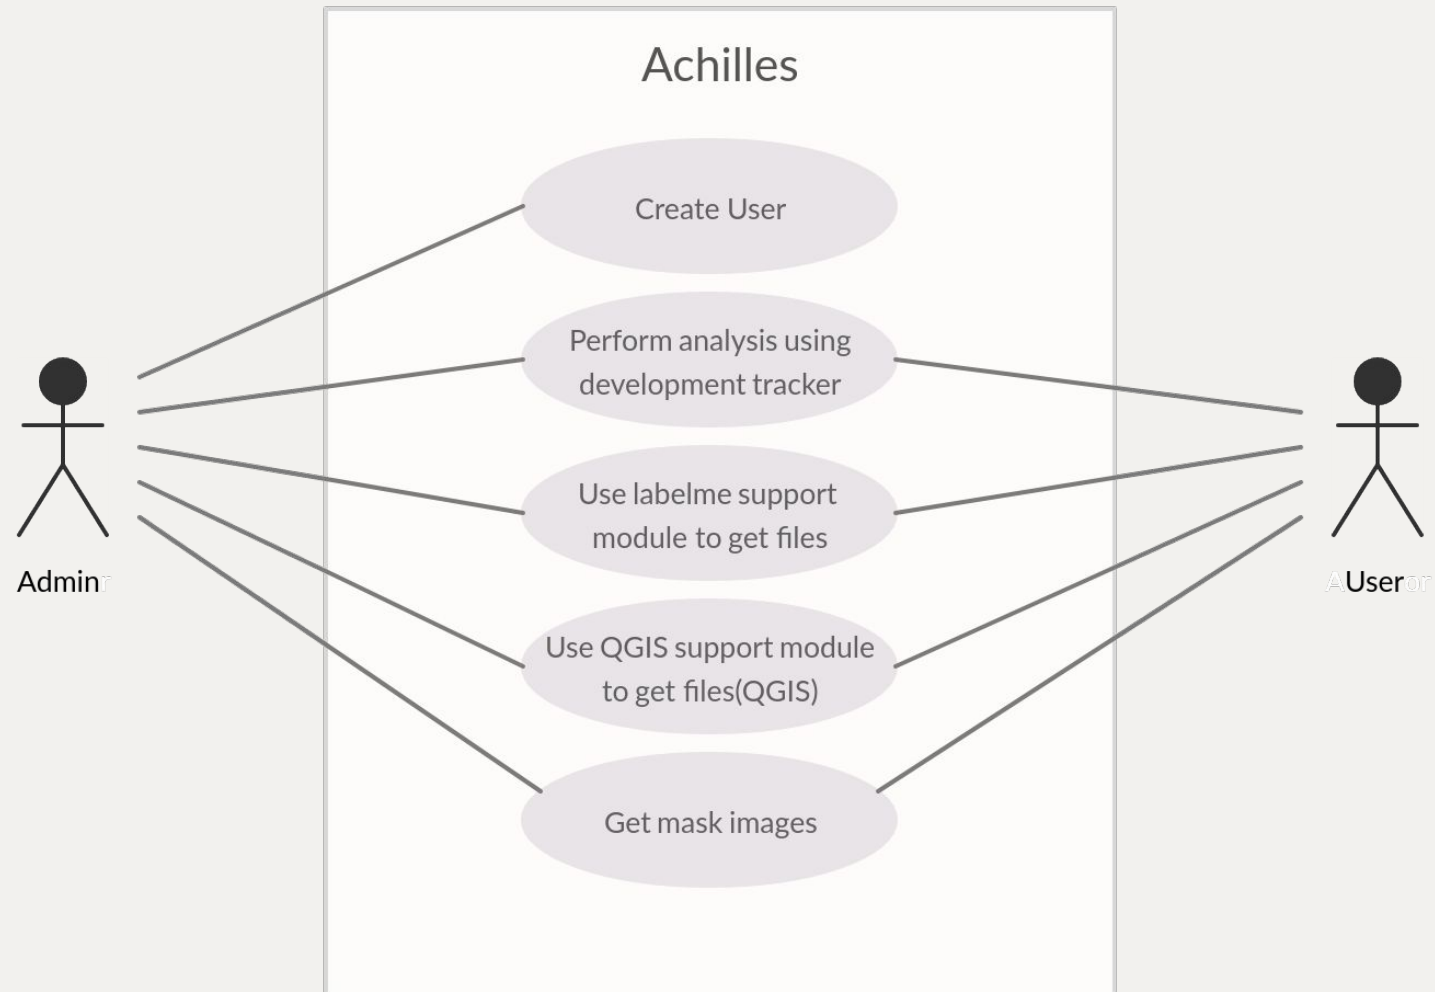 Achilles
Create User
Perform analysis using
development tracker
Use labelme support
module to get files
Use QGIS support module
to get files(QGIS)
Get mask images
Admin
User